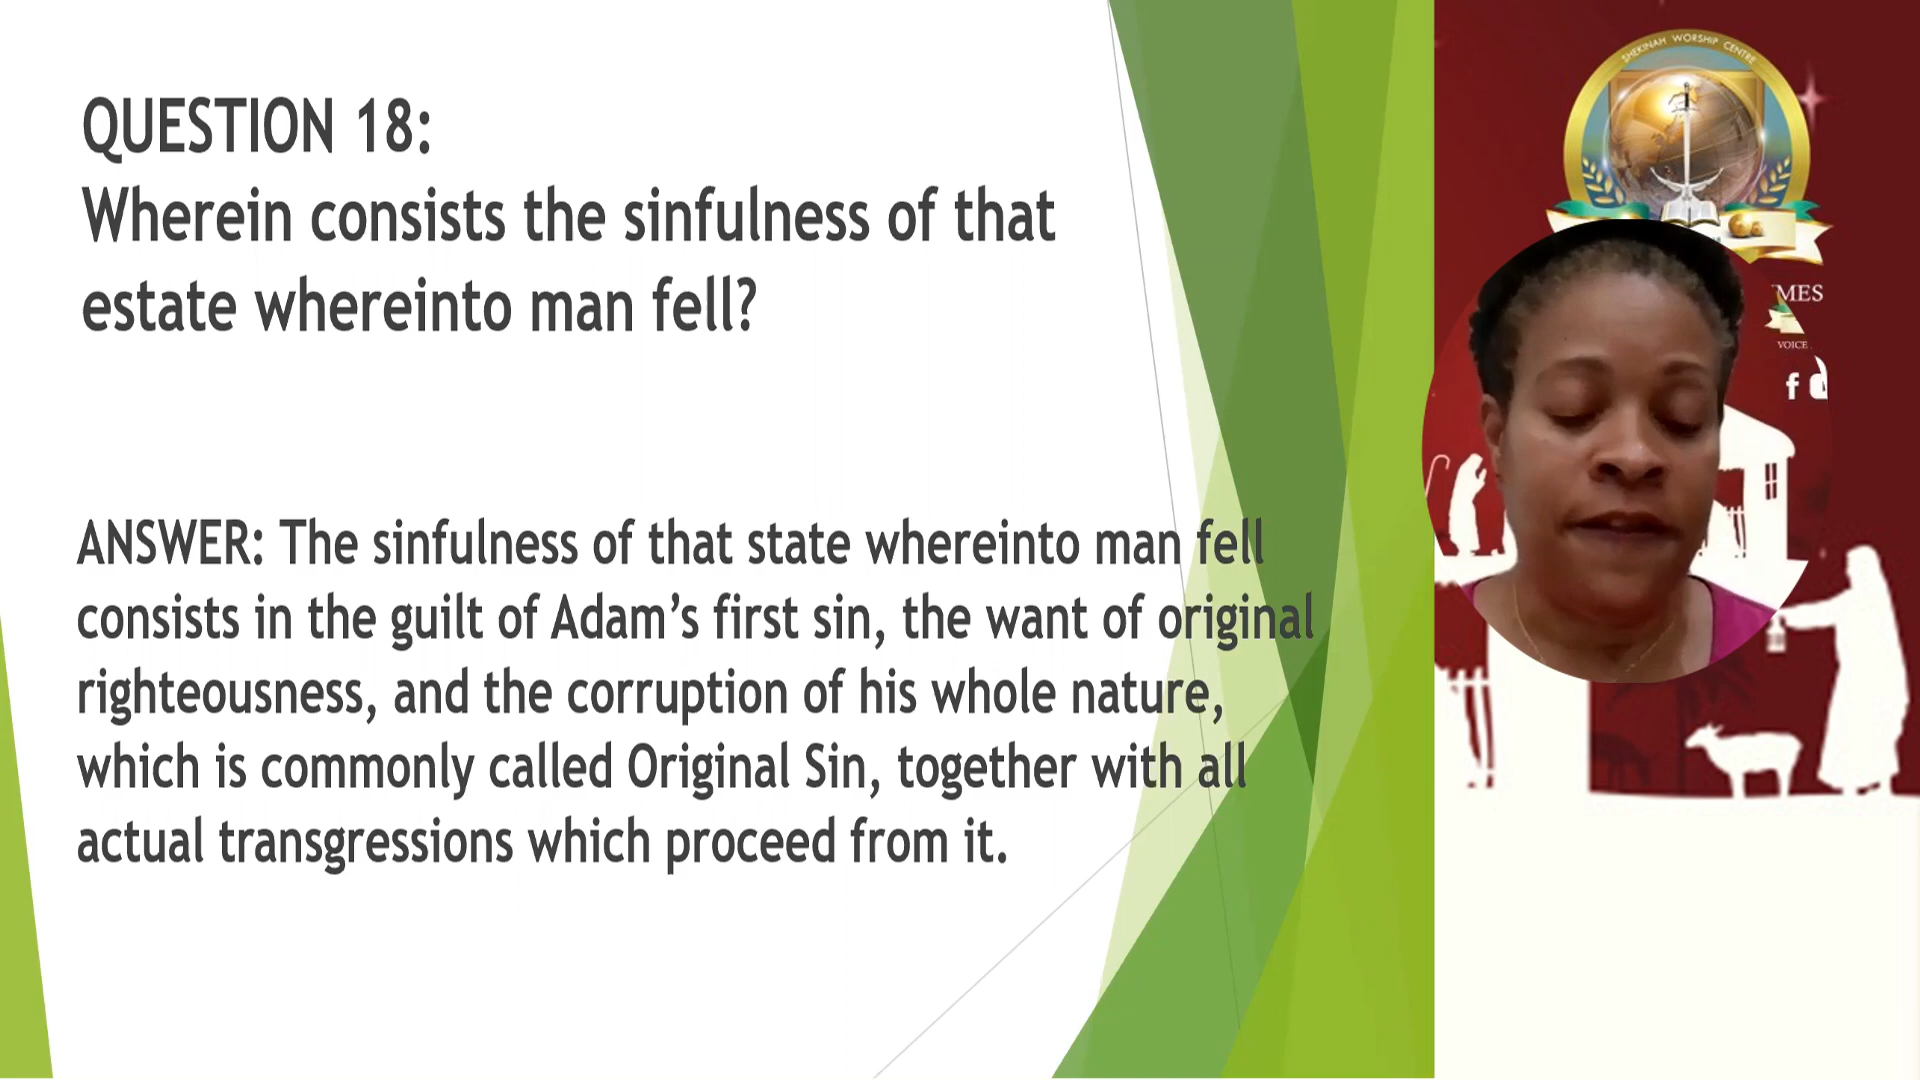 QUESTION 18:
Wherein consists the sinfulness of that
estate whereinto man fell?
ANSWER: The sinfulness of that state whereinto man fell
consists in the guilt of Adam’s first sin, the want of original
righteousness, and the corruption of his whole nature,
which is commonly called Original Sin, together with all
actual transgressions which proceed from it.
SHEKINAH WORSHIP CENTRE
MES
VOICE
f